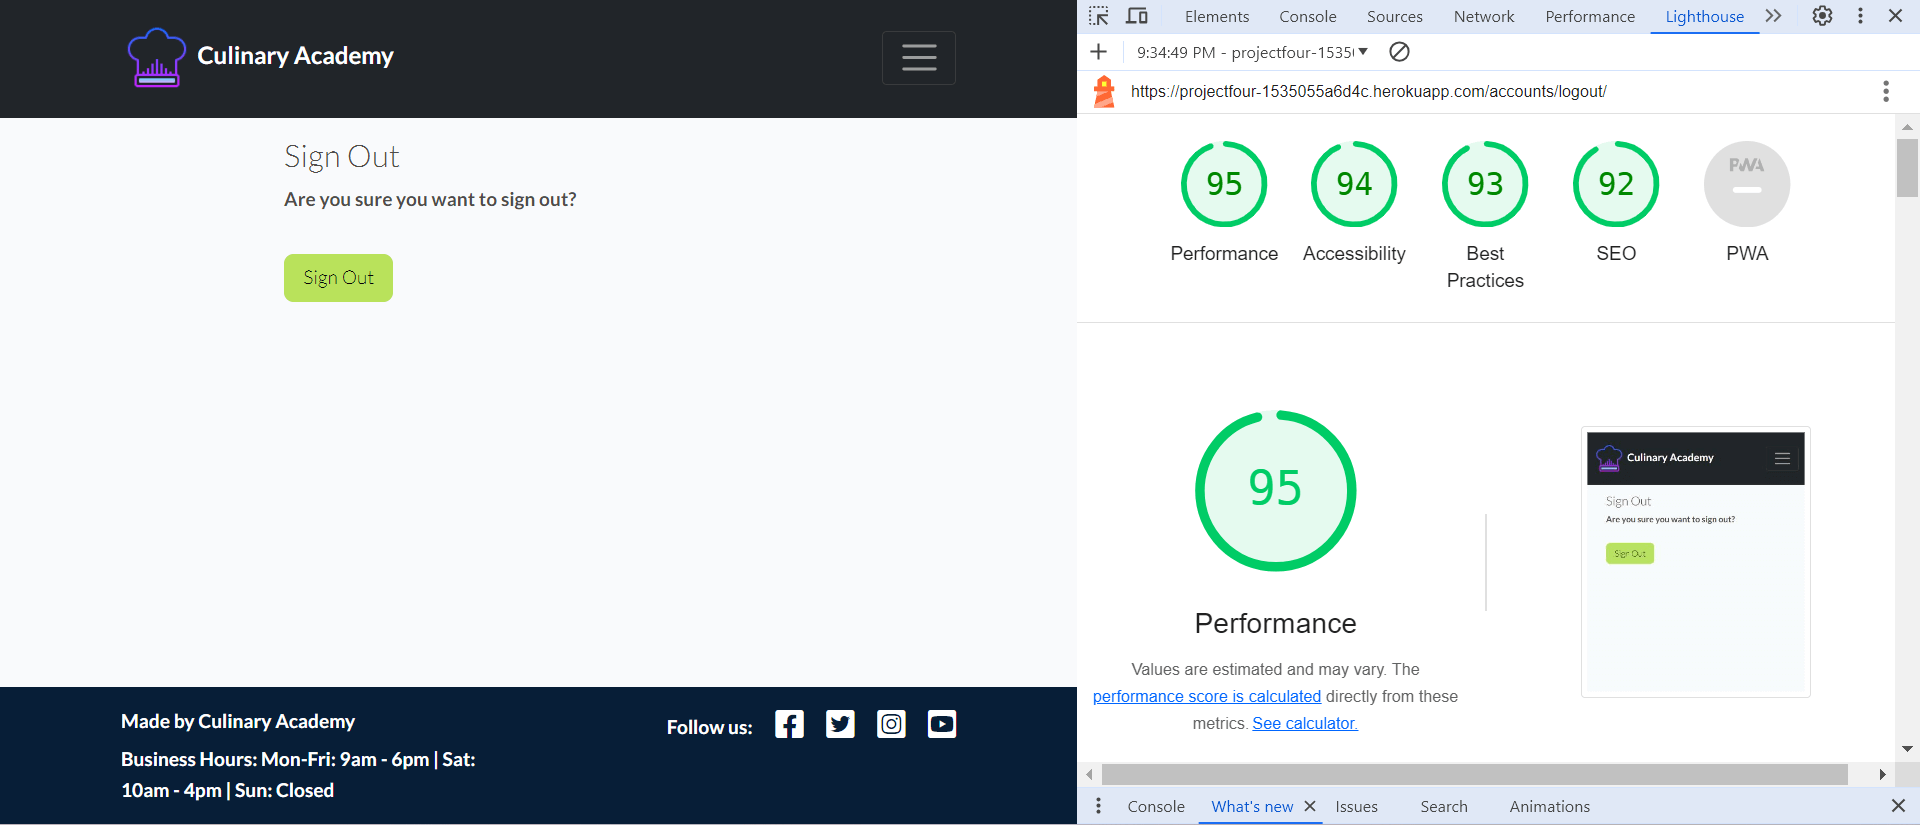 Culinary Academy
Sign Out
Are you sure you want to sign out?
Sign Out
Made by Culinary Academy
Business Hours: Mon-Fri: 9am - 6pm | Sat:
10am - 4pm | Sun: Closed
Follow us:
Elements Console Sources Network Performance Lighthouse
9:34:49 PM - projectfour-1535
https://projectfour-1535055a6d4c.herokuapp.com/accounts/logout/
95 94 93 92 PWA
Performance Accessibility Best Practices SEO PWA
95
Performance
Values are estimated and may vary. The
performance score is calculated directly from these
metrics. See calculator.
Culinary Academy
Sign Out
Are you sure you want to sign out?
Sign Out
Console What's new Issues Search Animations